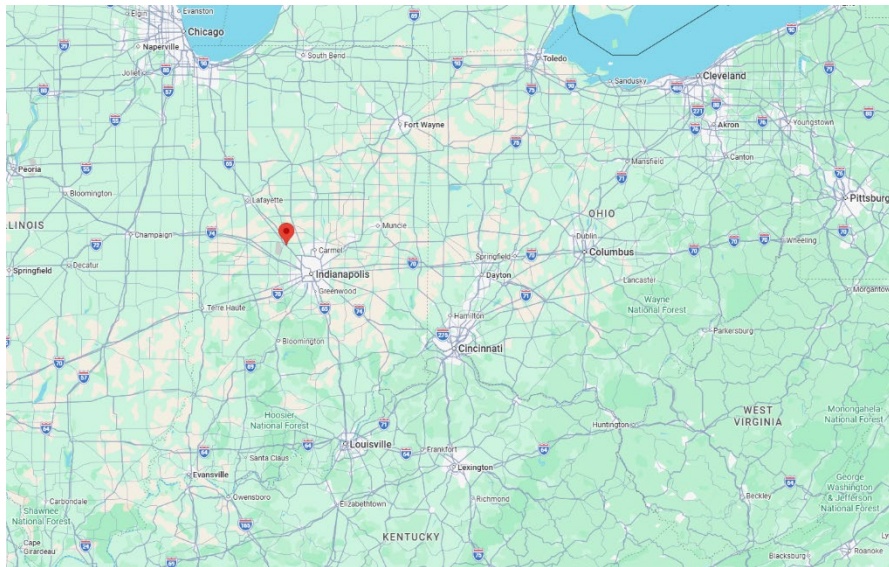 Elgin
Evanston
Chicago
Naperville
Joliet
South Bend
Toledo
Sandusky
Cleveland
Akron
Youngstown
Canton
Mansfield
Fort Wayne
Peoria
Bloomington
Lafayette
ILLINOIS
Champaign
Muncie
Carmel
Indianapolis
Greenwood
Springfield
Decatur
OHIO
Dublin
Columbus
Springfield
Dayton
Pittsburg
Wheeling
Morgantow
Lancaster
Wayne
National Forest
Parkersburg
Terre Haute
Bloomington
Hamilton
Cincinnati
Hoosier
National Forest
Louisville
Santa Claus
Evansville
Owensboro
Elizabethtown
Frankfort
Lexington
Richmond
Huntington
WEST
VIRGINIA
Monongahela
National Forest
George
Washington
& Jefferson
National Forest
Beckley
Blacksburg
Roanoke
Carbondale
Shawnee
National Forest
Cape
Girardeau
KENTUCKY